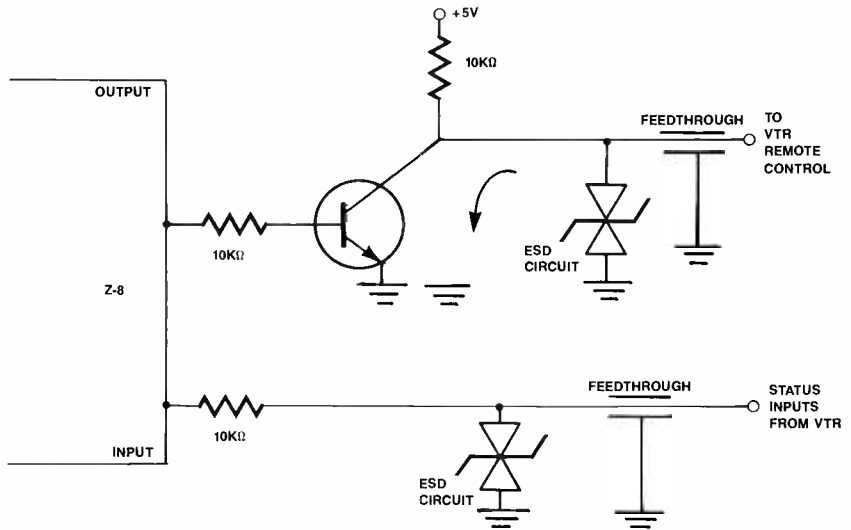 +5V
10KΩ
OUTPUT
FEEDTHROUGH
TO
VTR
REMOTE
CONTROL
10KΩ
ESD
CIRCUIT
Z-8
FEEDTHROUGH
STATUS
INPUTS
FROM VTR
10KΩ
INPUT
ESD
CIRCUIT